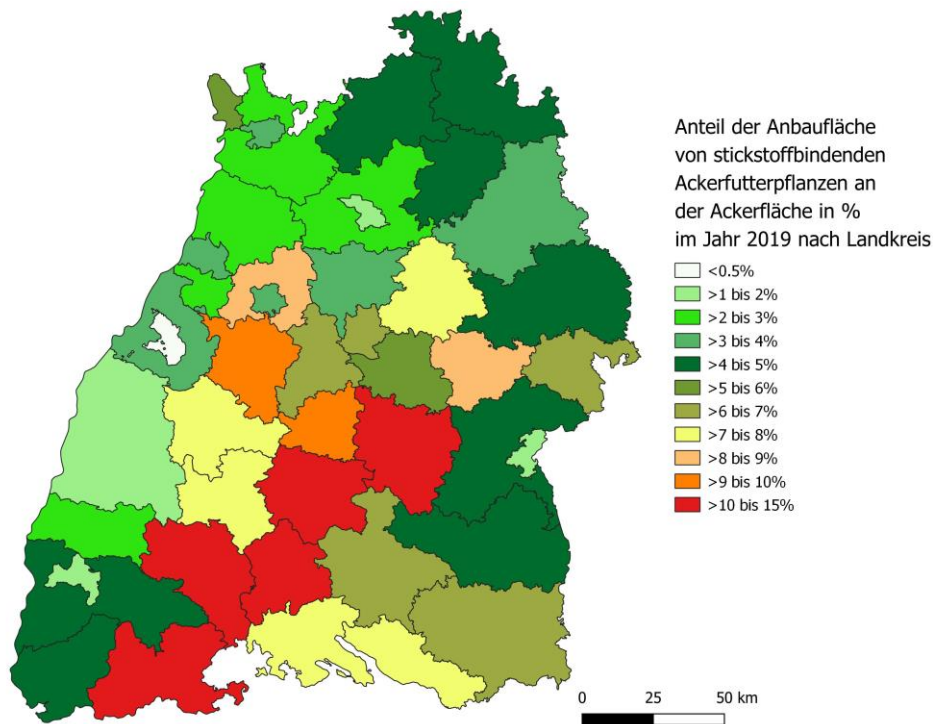 Anteil der Anbaufläche
von stickstoffbindenden
Ackerfutterpflanzen an
der Ackerfläche in %
im Jahr 2019 nach Landkreis
<0.5%
>1 bis 2%
>2 bis 3%
>3 bis 4%
>4 bis 5%
>5 bis 6%
>6 bis 7%
>7 bis 8%
>8 bis 9%
>9 bis 10%
>10 bis 15%
0 25 50 km